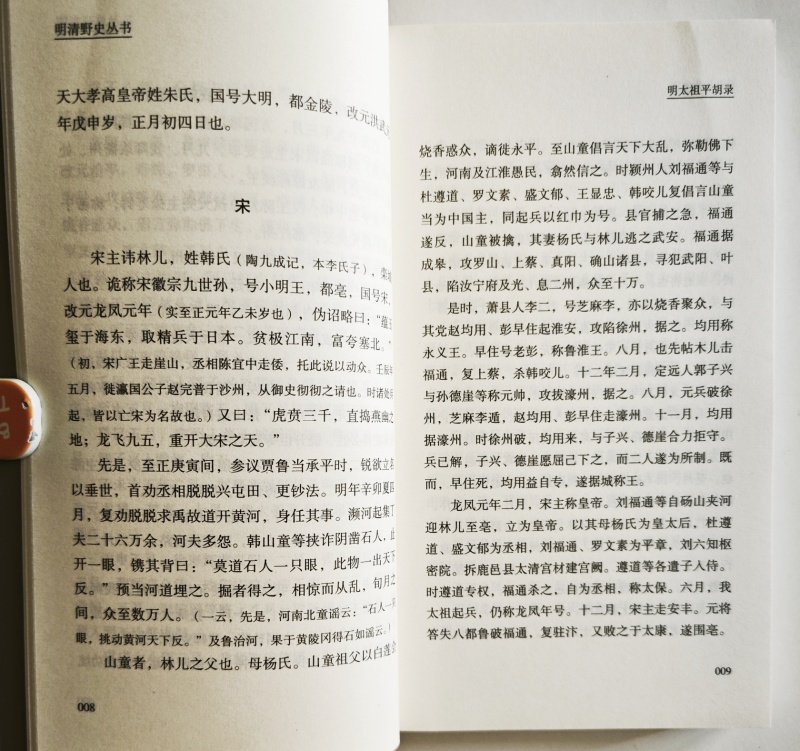 明清野史丛书
天大孝高皇帝姓朱氏，国号大明，都金陵，改元洪武
年戊申岁，正月初四日也。
宋
宋主讳林儿，姓韩氏（陶九成记，本李氏子），栾城
人也。诡称宋徽宗九世孙，号小明王，都亳，国号宋，
改元龙凤元年（实至正元年乙未岁也），伪诏略曰：“蕴玉
玺于海东，取精兵于日本。贫极江南，富夸塞北。”
（初，宋广王走崖山，丞相陈宜中走倭，托此说以动众。壬辰年
五月，徙瀛国公子赵完普于沙州，从御史彻彻之请也。时诸处兵
起，皆以亡宋为名故也。）又曰：“虎贲三千，直捣燕幽之
地；龙飞九五，重开大宋之天。”
先是，至正庚寅间，参议贾鲁当承平时，锐欲立
以垂世，首劝丞相脱脱兴屯田、更钞法。明年辛卯夏四
月，复劝脱脱求禹故道开黄河，身任其事。濒河起集丁
夫二十六万余，河夫多怨。韩山童等挟诈阴凿石人，此
开一眼，镌其背曰：“莫道石人一只眼，此物一出天下
反。”预当河道埋之。掘者得之，相惊而从乱，旬月之
间，众至数万人。（一云，先是，河南北童谣云：“石人一只
眼，挑动黄河天下反。”及鲁治河，果于黄陵冈得石如谣云。）
山童者，林儿之父也。母杨氏。山童祖父以白莲会
008
明太祖平胡录
烧香惑众，谪徙永平。至山童倡言天下大乱，弥勒佛下
生，河南及江淮愚民，翕然信之。时颍州人刘福通等与
杜遵道、罗文素、盛文郁、王显忠、韩咬儿复倡言山童
当为中国主，同起兵以红巾为号。县官捕之急，福通
遂反，山童被擒，其妻杨氏与林儿逃之武安。福通据
成皋，攻罗山、上蔡、真阳、确山诸县，寻犯武阳、叶
县，陷汝宁府及光、息二州，众至十万。
是时，萧县人李二，号芝麻李，亦以烧香聚众，与
其党赵均用、彭早住起淮安，攻陷徐州，据之。均用称
永义王。早住号老彭，称鲁淮王。八月，也先帖木儿击
福通，复上蔡，杀韩咬儿。十二年二月，定远人郭子兴
与孙德崖等称元帅，攻拔濠州，据之。八月，元兵破徐
州，芝麻李遁，赵均用、彭早住走濠州。十一月，均用
据濠州。时徐州破，均用来，与子兴、德崖合力拒守。
兵已解，子兴、德崖愿屈己下之，而二人遂为所制。既
而，早住死，均用益自专，遂据城称王。
龙凤元年二月，宋主称皇帝。刘福通等自砀山夹河
迎林儿至亳，立为皇帝。以其母杨氏为皇太后，杜遵
道、盛文郁为丞相，刘福通、罗文素为平章，刘六知枢
密院。拆鹿邑县太清宫材建宫阙。遵道等各遣子入侍。
时遵道专权，福通杀之，自为丞相，称太保。六月，我
太祖起兵，仍称龙凤年号。十二月，宋主走安丰。元将
答失八都鲁破福通，复驻汴，又败之于太康，遂围亳。
009